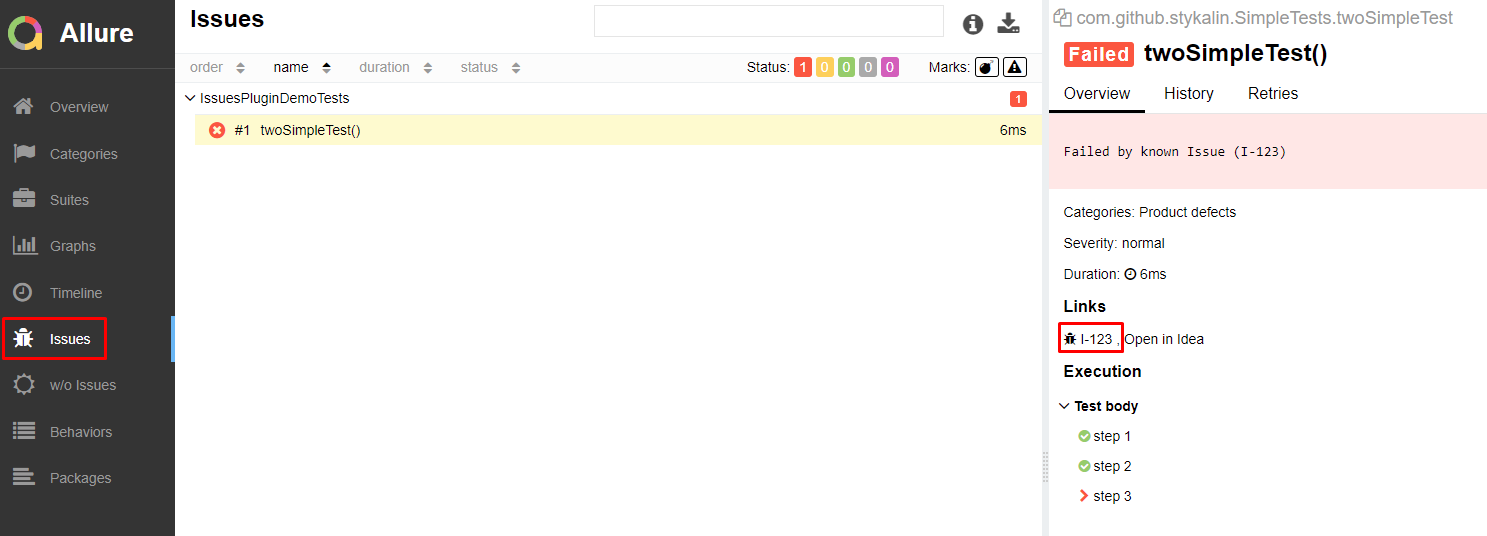 Allure
Overview
Categories
Suites
Graphs
Timeline
Issues
w/o Issues
Behaviors
Packages
Issues
order name duration status Status: 1 0 0 0 0 Marks:
IssuesPluginDemoTests 1
#1 twoSimpleTest() 6ms
com.github.stykalin.SimpleTests.twoSimpleTest
Failed twoSimpleTest()
Overview History Retries
Failed by known Issue (I-123)
Categories: Product defects
Severity: normal
Duration: 6ms
Links
I-123 , Open in Idea
Execution
Test body
step 1
step 2
step 3